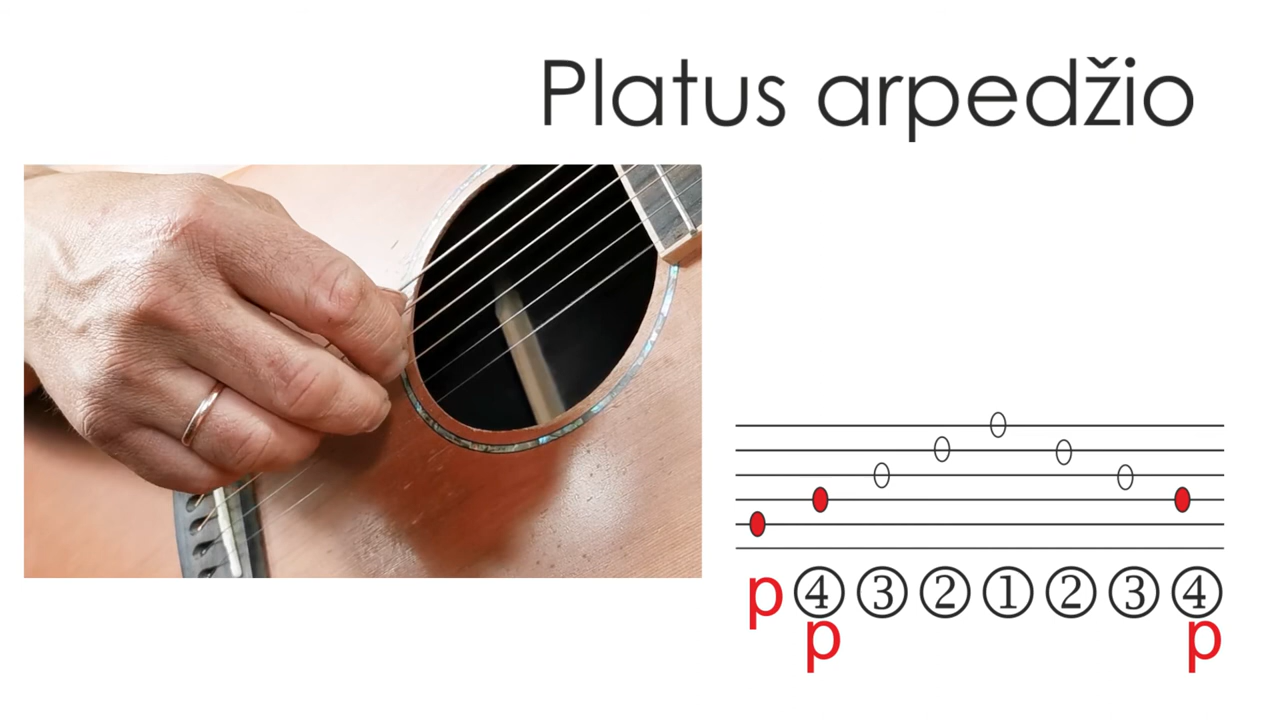 Platus arpedžio
p ④ ③ ② ① ② ③ ④
p p